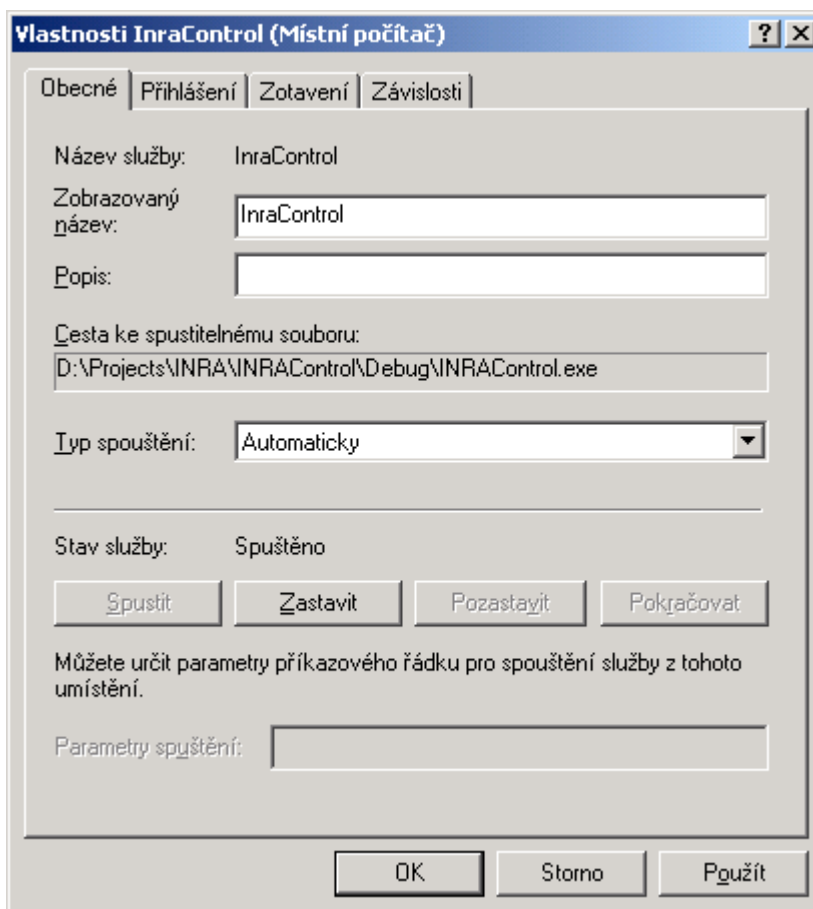 Vlastnosti InraControl (Místní počítač)
Obecné Přihlášení Zotavení Závislosti
Název služby: InraControl
Zobrazovaný
název:
InraControl
Popis:
Cesta ke spustitelnému souboru:
D:\Projects\INRA\INRAControl\Debug\INRAControl.exe
Typ spouštění: Automaticky
Stav služby: Spuštěno
Spustit Zastavit Pozastavit Pokračovat
Můžete určit parametry příkazového řádku pro spouštění služby z tohoto
umístění.
Parametry spuštění:
OK Storno Použít